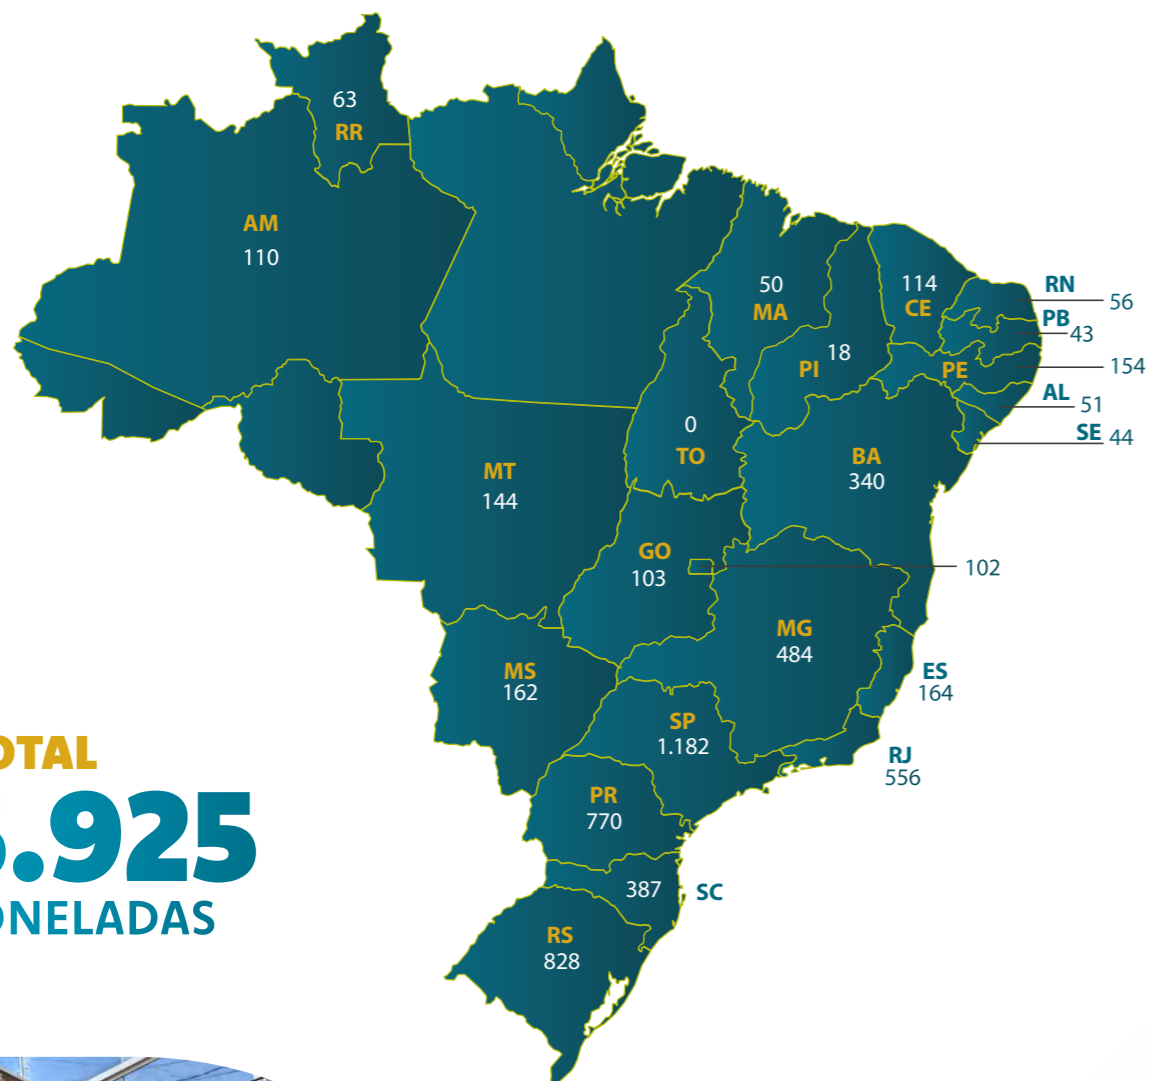 63
RR
AM
110
50
MA
114
CE
RN
56
PB
43
18
PI
PE
154
AL
51
SE
44
0
TO
BA
340
MT
144
GO
103
102
MG
484
ES
164
MS
162
SP
1.182
RJ
556
OTAL
.925
ONELADAS
PR
770
387
SC
RS
828